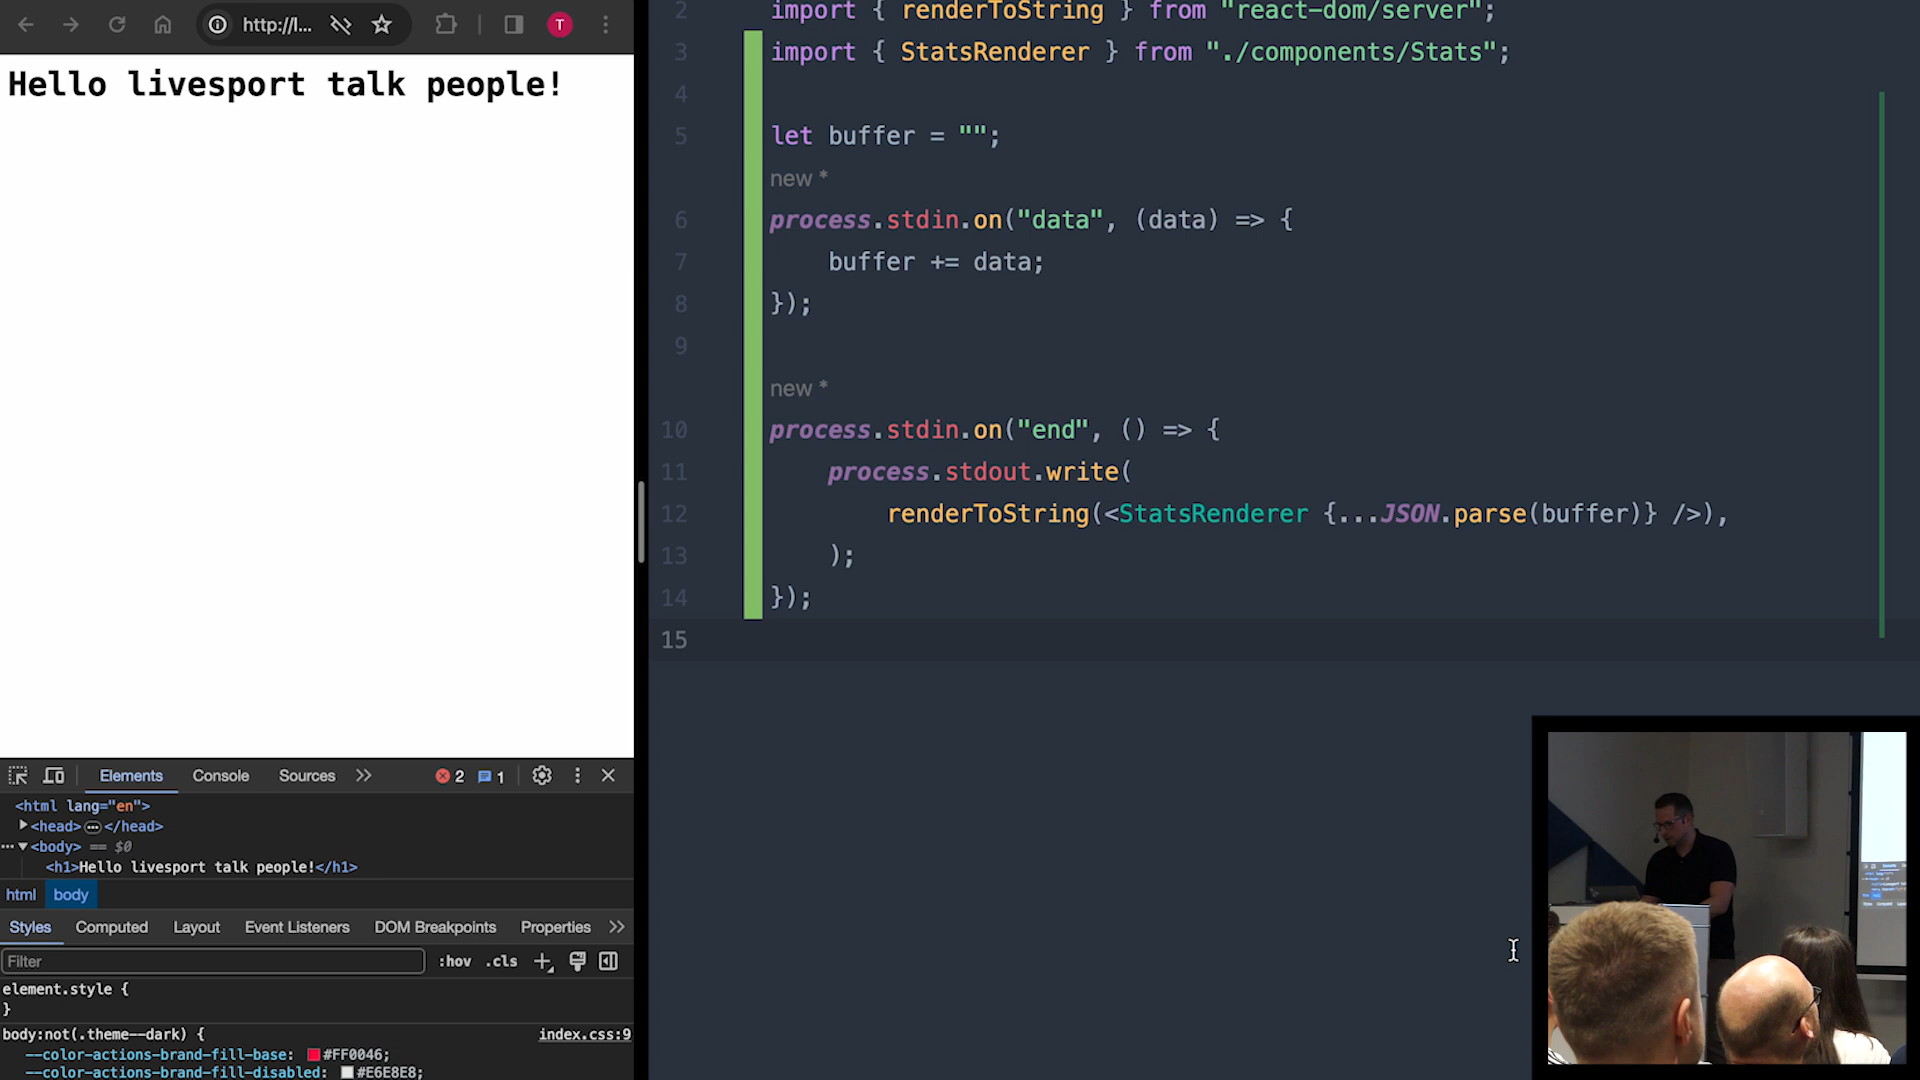 http://l...
T
Hello livesport talk people!
Elements Console Sources 2 1
<html lang="en">
<head> </head>
<body> == $0
<h1>Hello livesport talk people!</h1>
html body
Styles Computed Layout Event Listeners DOM Breakpoints Properties
Filter :hov .cls
element.style {
}
body:not(.theme--dark) { index.css:9
--color-actions-brand-fill-base: #FF0046;
--color-actions-brand-fill-disabled: #E6E8E8;
2 import { renderToString } from "react-dom/server";
3 import { StatsRenderer } from "./components/Stats";
4
5 let buffer = "";
new *
6 process.stdin.on("data", (data) => {
7 buffer += data;
8 });
9
new *
10 process.stdin.on("end", () => {
11 process.stdout.write(
12 renderToString(<StatsRenderer {...JSON.parse(buffer)} />),
13 );
14 });
15